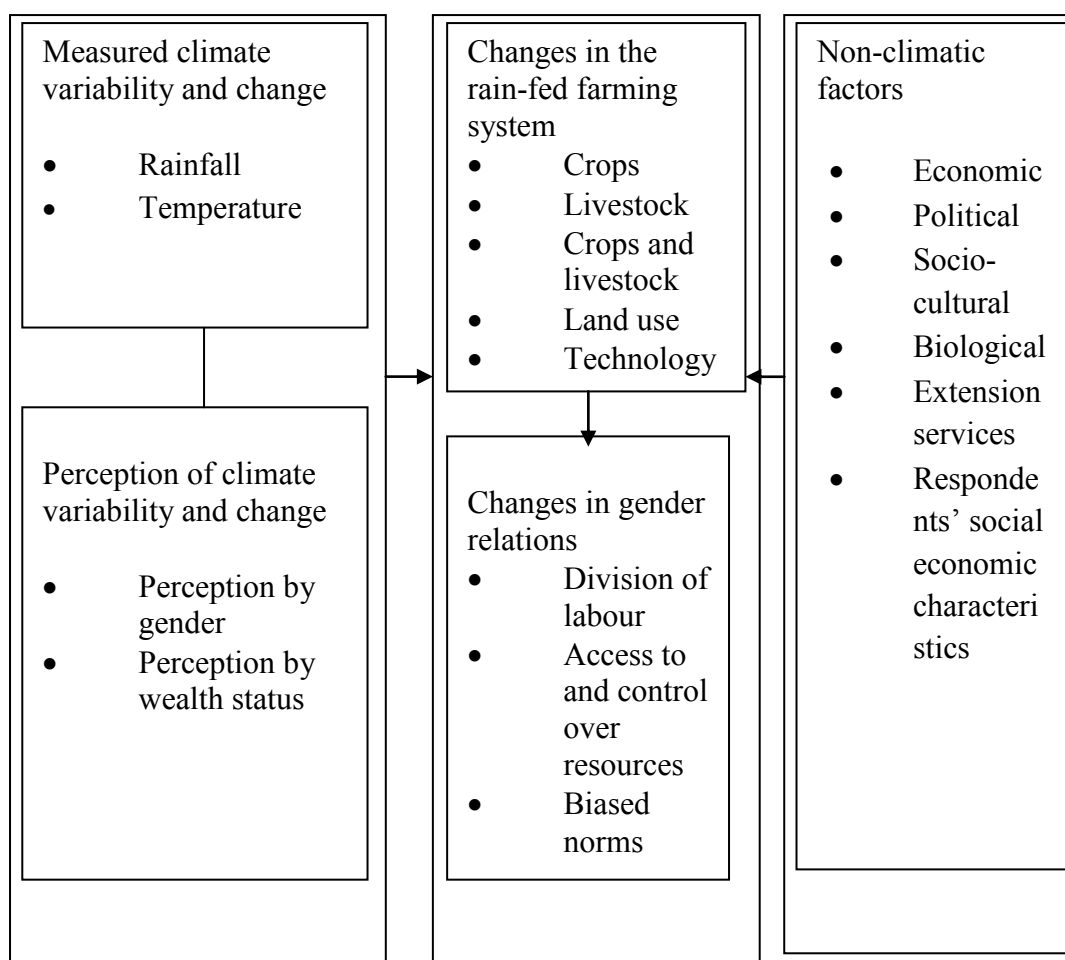 Measured climate
variability and change
• Rainfall
• Temperature
Perception of climate
variability and change
• Perception by
gender
• Perception by
wealth status
Changes in the
rain-fed farming
system
• Crops
• Livestock
• Crops and
livestock
• Land use
• Technology
Changes in gender
relations
• Division of
labour
• Access to
and control
over
resources
• Biased
norms
Non-climatic
factors
• Economic
• Political
• Socio-
cultural
• Biological
• Extension
services
• Responde
nts’ social
economic
characteri
stics